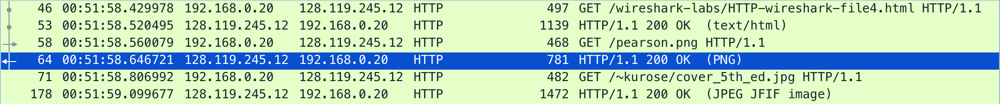 46 00:51:58.429978 192.168.0.20 128.119.245.12 HTTP 497 GET /wireshark-labs/HTTP-wireshark-file4.html HTTP/1.1
53 00:51:58.520495 128.119.245.12 192.168.0.20 HTTP 1139 HTTP/1.1 200 OK (text/html)
58 00:51:58.560079 192.168.0.20 128.119.245.12 HTTP 468 GET /pearson.png HTTP/1.1
64 00:51:58.646721 128.119.245.12 192.168.0.20 HTTP 781 HTTP/1.1 200 OK (PNG)
71 00:51:58.806992 192.168.0.20 128.119.245.12 HTTP 482 GET /~kurose/cover_5th_ed.jpg HTTP/1.1
178 00:51:59.099677 128.119.245.12 192.168.0.20 HTTP 1472 HTTP/1.1 200 OK (JPEG JFIF image)